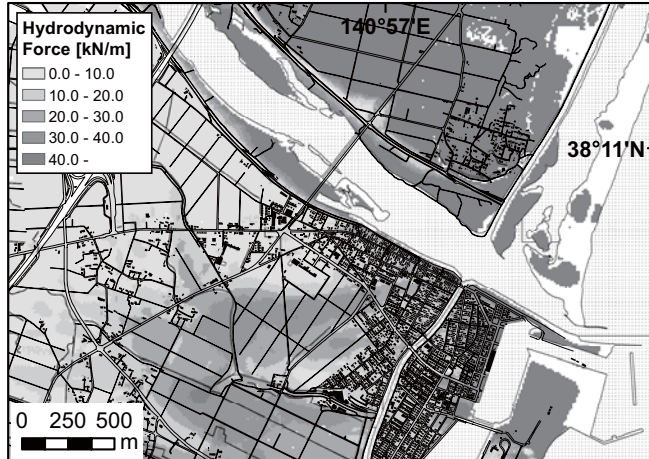 Hydrodynamic
Force [kN/m]
0.0 - 10.0
10.0 - 20.0
20.0 - 30.0
30.0 - 40.0
40.0 -
140°57'E
38°11'N
0 250 500
m